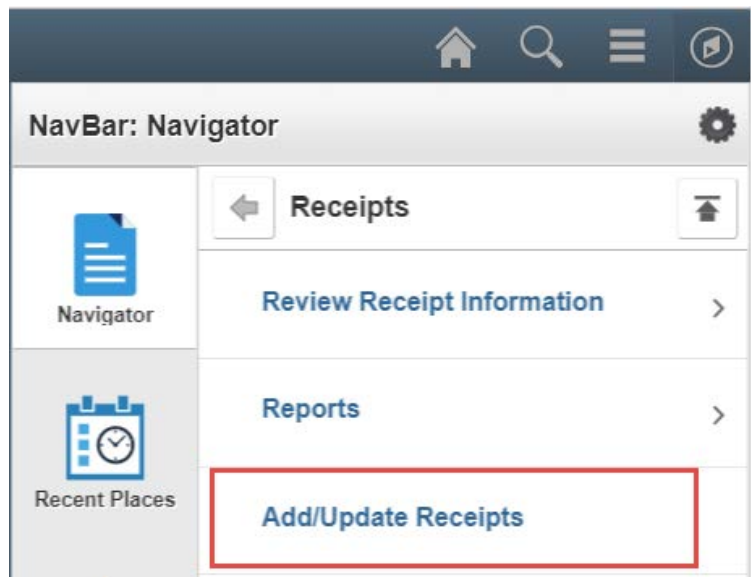 NavBar: Navigator
Receipts
Navigator
Review Receipt Information
Reports
Recent Places
Add/Update Receipts